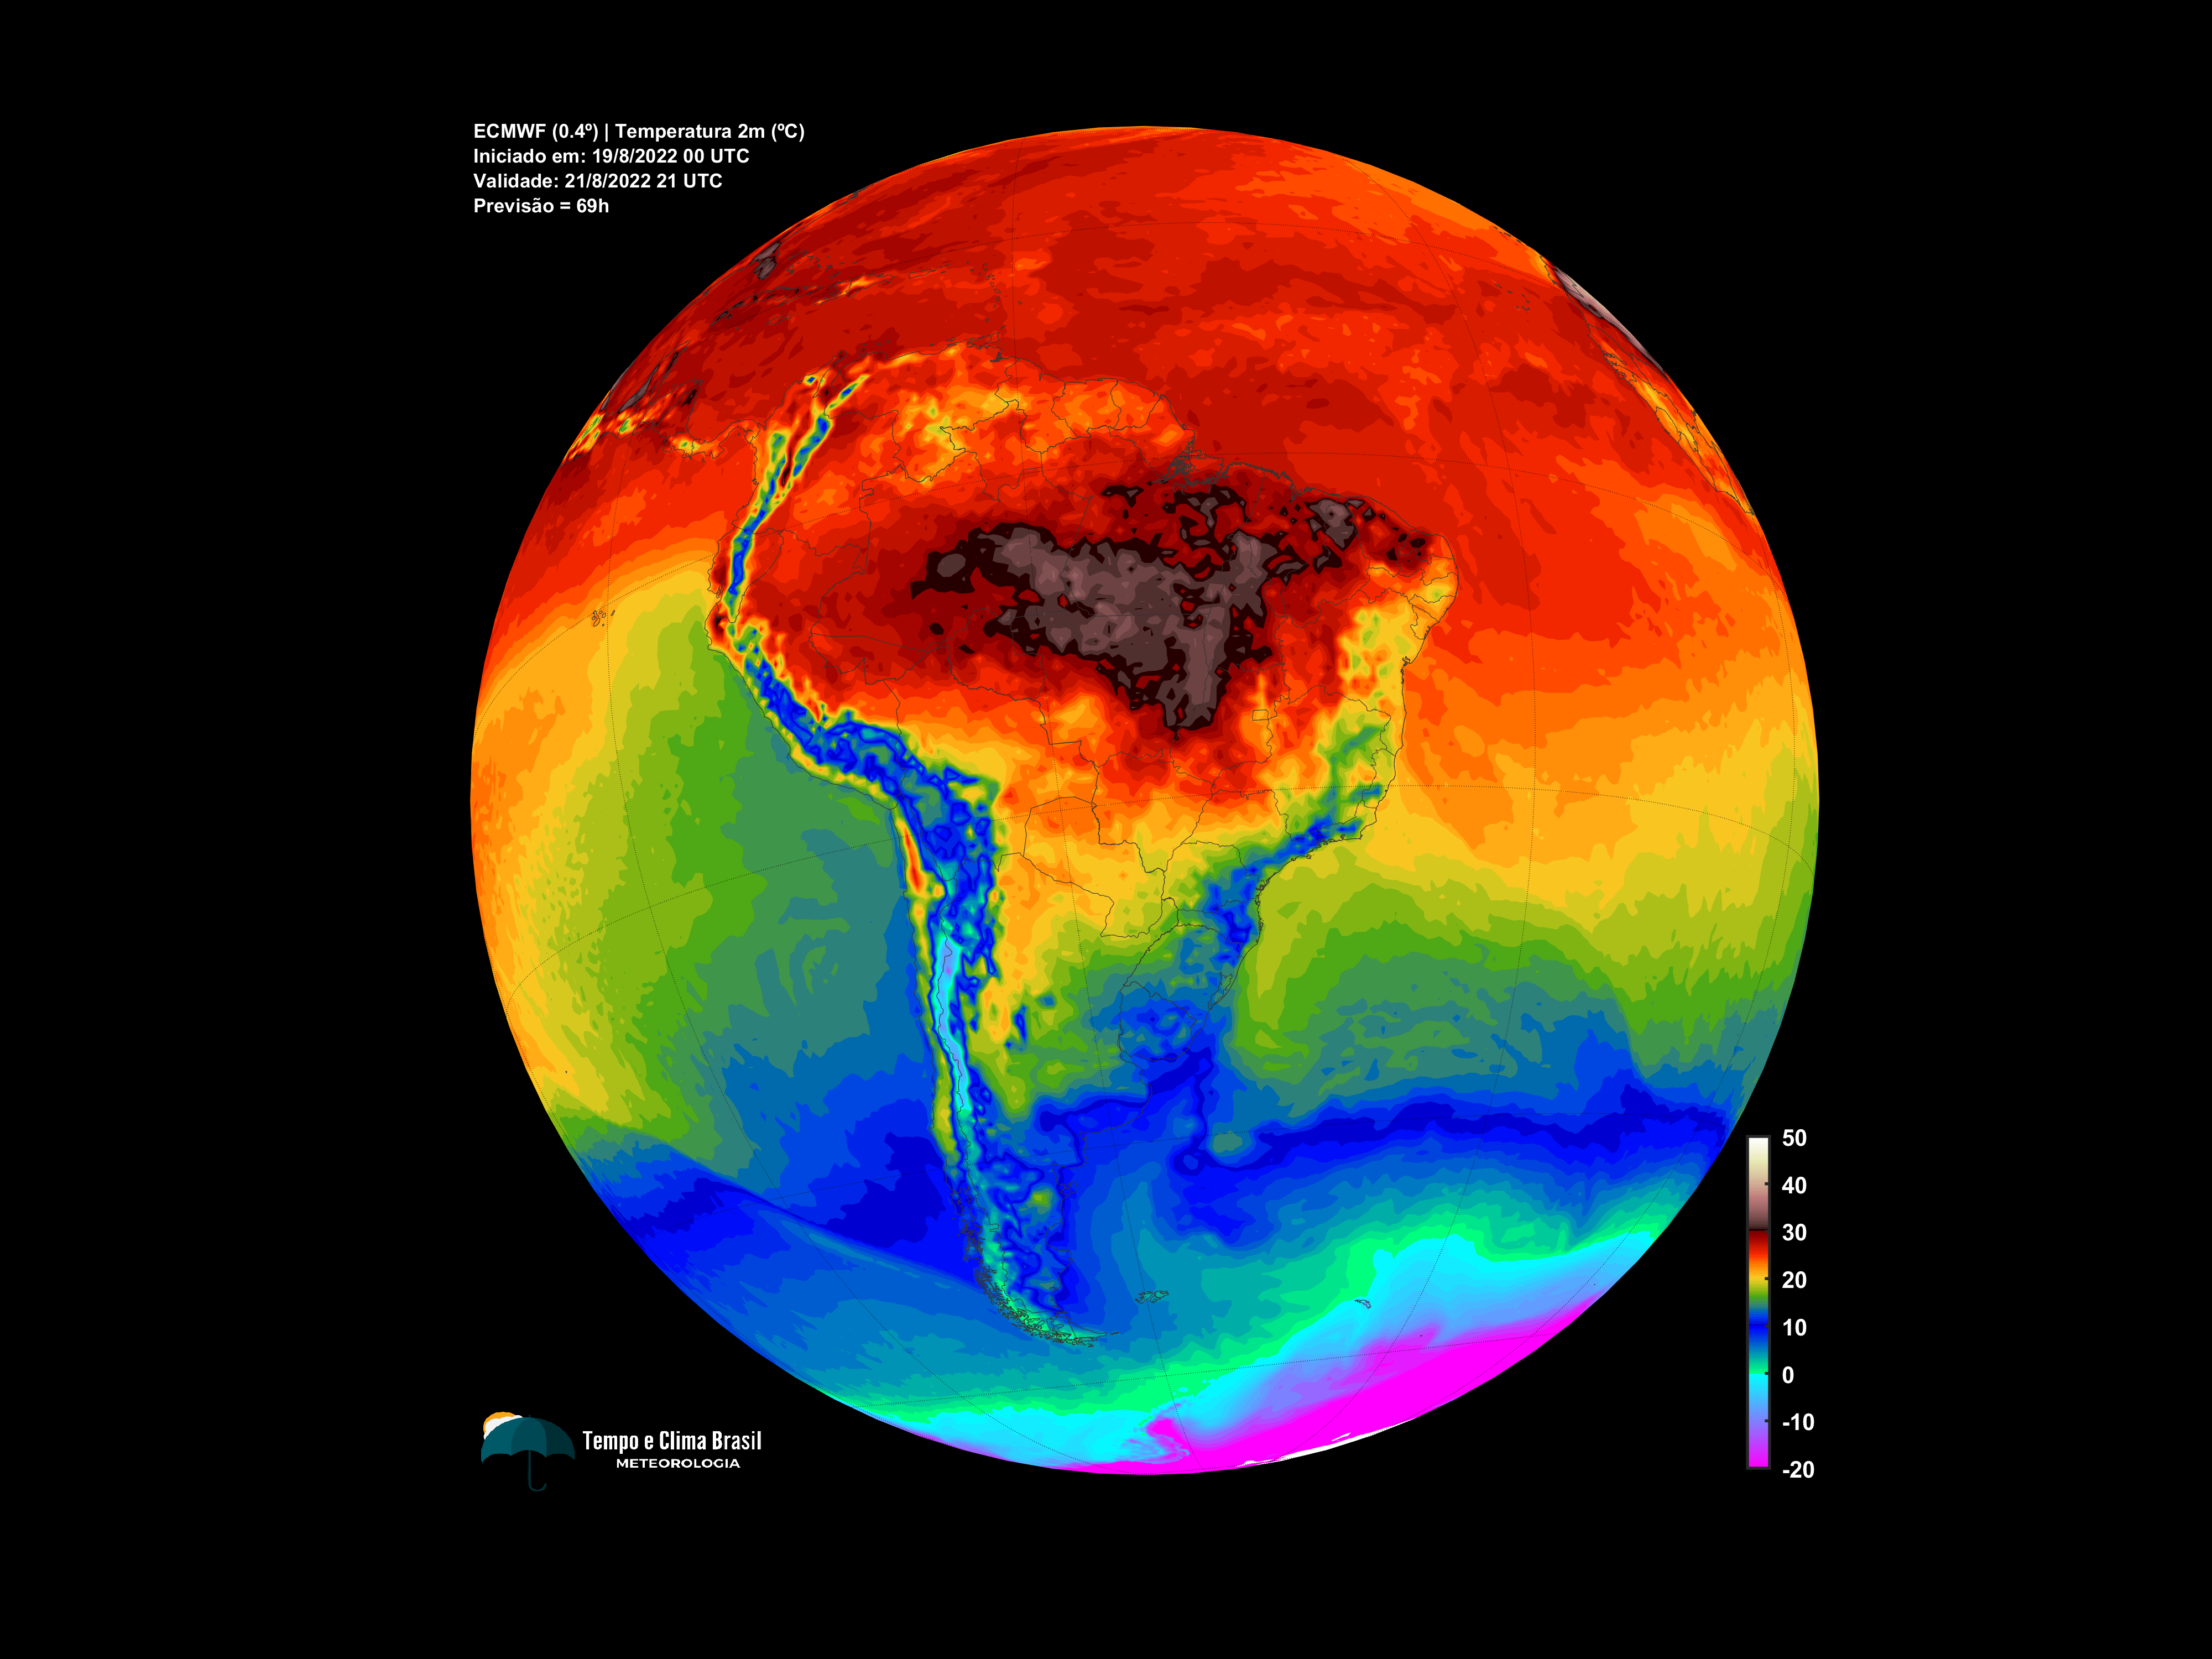 ECMWF (0.4º) | Temperatura 2m (ºC)
Iniciado em: 19/8/2022 00 UTC
Validade: 21/8/2022 21 UTC
Previsão = 69h
50
40
30
20
10
0
-10
-20
Tempo e Clima Brasil
METEOROLOGIA